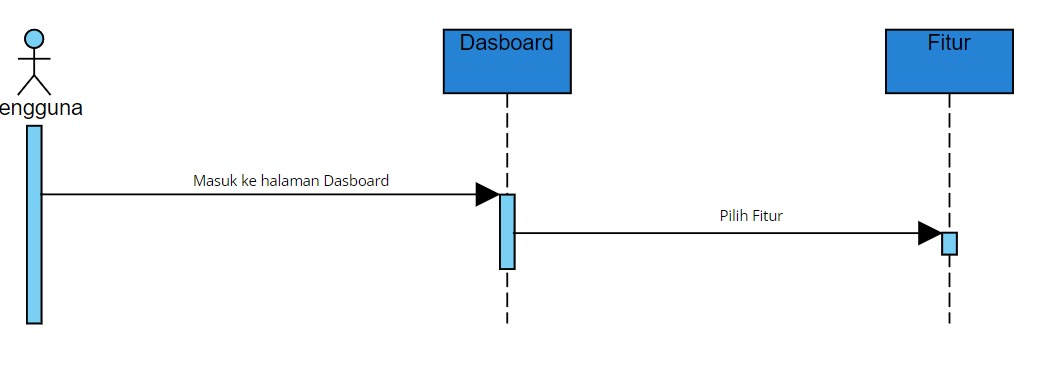 Dasboard
Fitur
engguna
Masuk ke halaman Dasboard
Pilih Fitur